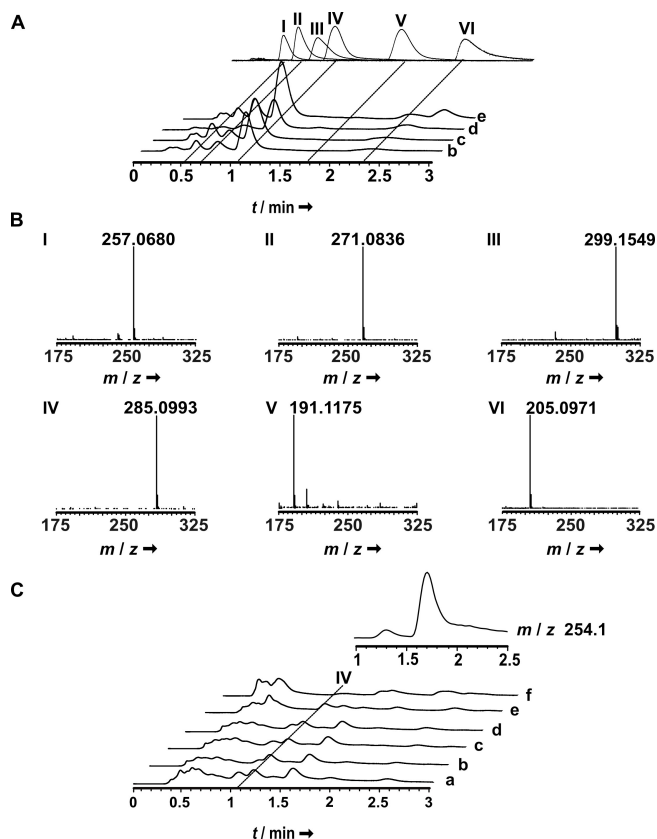 A
I II III IV V VI
e
d
c
b
0 0.5 1 1.5 2 2.5 3
t / min →
B
I 257.0680
II 271.0836
III 299.1549
175 250 325
175 250 325
175 250 325
m / z →
m / z →
m / z →
IV 285.0993
V 191.1175
VI 205.0971
175 250 325
175 250 325
175 250 325
m / z →
m / z →
m / z →
C
m / z 254.1
1 1.5 2 2.5
IV
f
e
d
c
b
a
0 0.5 1 1.5 2 2.5 3
t / min →